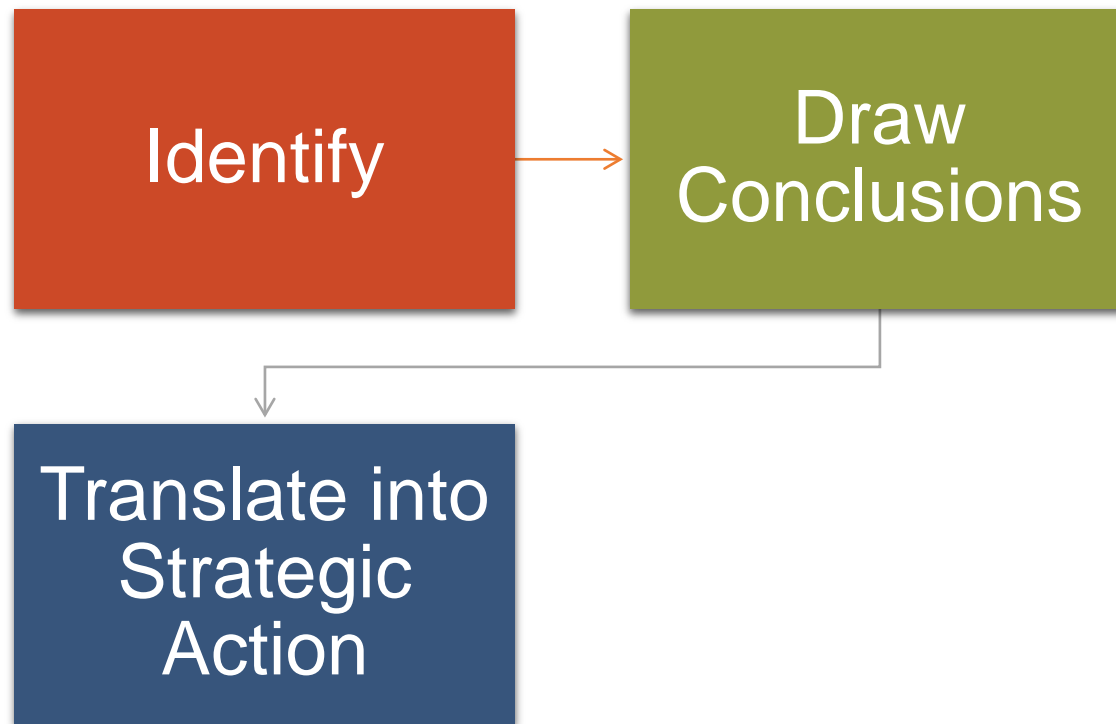 Identify
Draw
Conclusions
Translate into
Strategic
Action